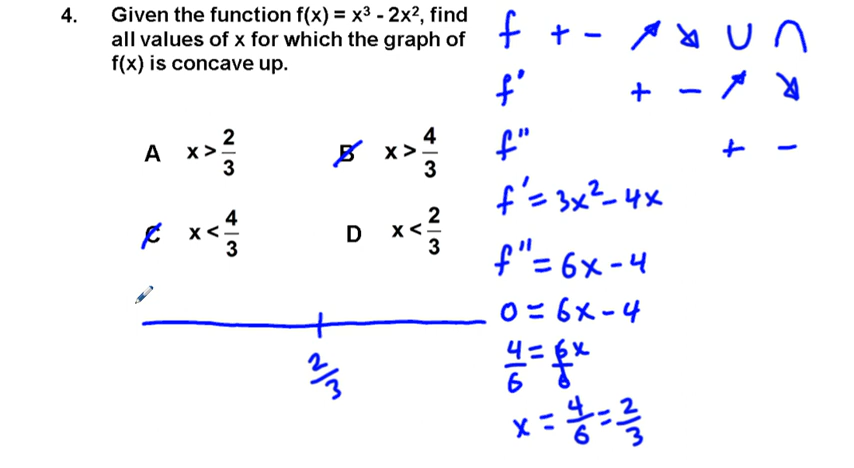 4. Given the function f(x) = x³ - 2x², find
all values of x for which the graph of
f(x) is concave up.
A x > 2/3
B x > 4/3
C x < 4/3
D x < 2/3
2/3
f + - ↗ ↘ ∪ ∩
f' + - ↗ ↘
f" + -
f' = 3x² - 4x
f" = 6x - 4
0 = 6x - 4
4/6 = 6x/6
x = 4/6 = 2/3